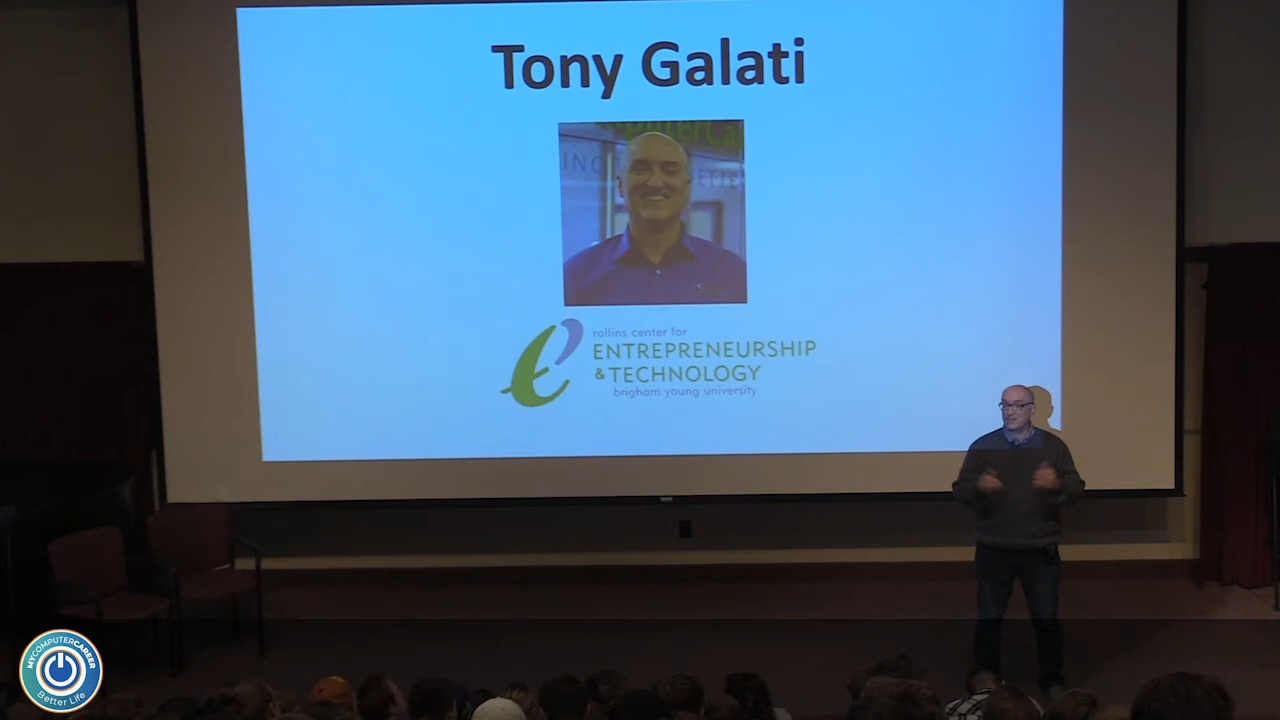 Tony Galati
rollins center for
ENTREPRENEURSHIP
& TECHNOLOGY
brigham young university
MYCOMPUTERCAREER
Better Life